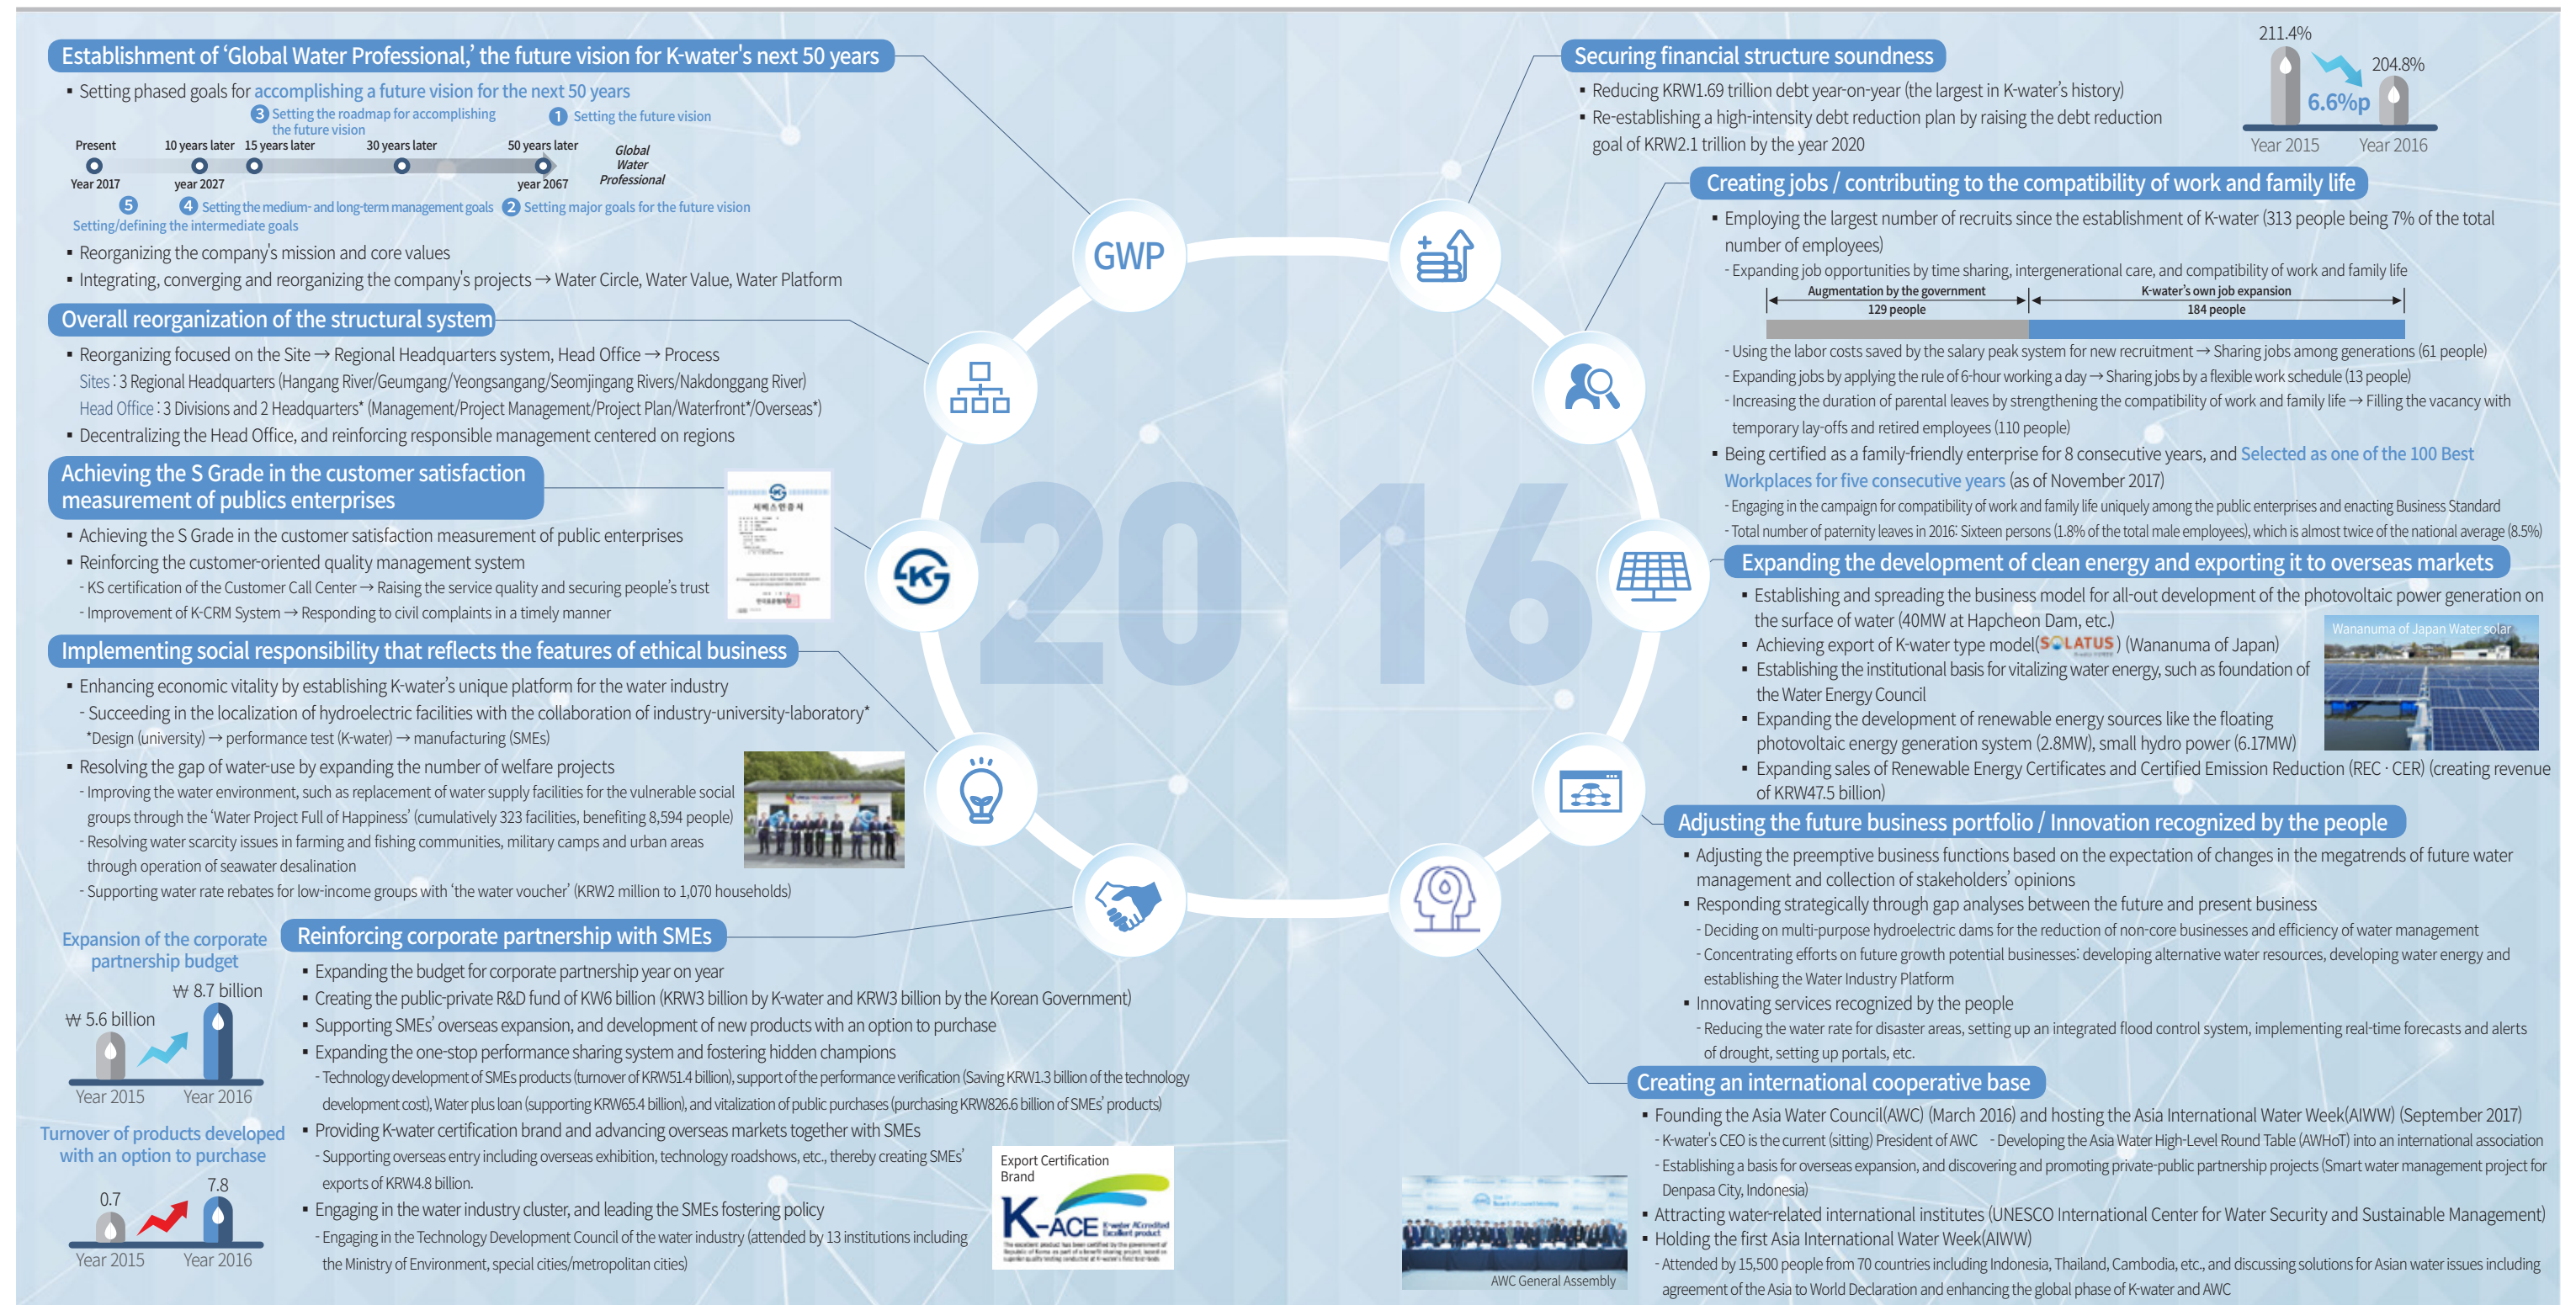 Establishment of ‘Global Water Professional,’ the future vision for K-water's next 50 years
▪ Setting phased goals for accomplishing a future vision for the next 50 years
3 Setting the roadmap for accomplishing
the future vision
1 Setting the future vision
Present
10 years later
15 years later
30 years later
50 years later
Global
Water
Professional
Year 2017
year 2027
year 2067
5
Setting/defining the intermediate goals
4 Setting the medium- and long-term management goals
2 Setting major goals for the future vision
▪ Reorganizing the company's mission and core values
▪ Integrating, converging and reorganizing the company's projects → Water Circle, Water Value, Water Platform
Overall reorganization of the structural system
▪ Reorganizing focused on the Site → Regional Headquarters system, Head Office → Process
Sites : 3 Regional Headquarters (Hangang River/Geumgang/Yeongsangang/Seomjingang Rivers/Nakdonggang River)
Head Office : 3 Divisions and 2 Headquarters* (Management/Project Management/Project Plan/Waterfront*/Overseas*)
▪ Decentralizing the Head Office, and reinforcing responsible management centered on regions
Achieving the S Grade in the customer satisfaction
measurement of publics enterprises
▪ Achieving the S Grade in the customer satisfaction measurement of public enterprises
▪ Reinforcing the customer-oriented quality management system
- KS certification of the Customer Call Center → Raising the service quality and securing people’s trust
- Improvement of K-CRM System → Responding to civil complaints in a timely manner
서비스인증서
Implementing social responsibility that reflects the features of ethical business
▪ Enhancing economic vitality by establishing K-water’s unique platform for the water industry
- Succeeding in the localization of hydroelectric facilities with the collaboration of industry-university-laboratory*
*Design (university) → performance test (K-water) → manufacturing (SMEs)
▪ Resolving the gap of water-use by expanding the number of welfare projects
- Improving the water environment, such as replacement of water supply facilities for the vulnerable social
groups through the ‘Water Project Full of Happiness’ (cumulatively 323 facilities, benefiting 8,594 people)
- Resolving water scarcity issues in farming and fishing communities, military camps and urban areas
through operation of seawater desalination
- Supporting water rate rebates for low-income groups with ‘the water voucher’ (KRW2 million to 1,070 households)
Expansion of the corporate
partnership budget
₩ 5.6 billion
₩ 8.7 billion
Year 2015
Year 2016
Turnover of products developed
with an option to purchase
0.7
7.8
Year 2015
Year 2016
Reinforcing corporate partnership with SMEs
▪ Expanding the budget for corporate partnership year on year
▪ Creating the public-private R&D fund of KW6 billion (KRW3 billion by K-water and KRW3 billion by the Korean Government)
▪ Supporting SMEs’ overseas expansion, and development of new products with an option to purchase
▪ Expanding the one-stop performance sharing system and fostering hidden champions
- Technology development of SMEs products (turnover of KRW51.4 billion), support of the performance verification (Saving KRW1.3 billion of the technology
development cost), Water plus loan (supporting KRW65.4 billion), and vitalization of public purchases (purchasing KRW826.6 billion of SMEs’ products)
▪ Providing K-water certification brand and advancing overseas markets together with SMEs
- Supporting overseas entry including overseas exhibition, technology roadshows, etc., thereby creating SMEs’
exports of KRW4.8 billion.
▪ Engaging in the water industry cluster, and leading the SMEs fostering policy
- Engaging in the Technology Development Council of the water industry (attended by 13 institutions including
the Ministry of Environment, special cities/metropolitan cities)
Export Certification
Brand
K-ACE
K-water ACcredited
Excellent product
GWP
2016
Securing financial structure soundness
▪ Reducing KRW1.69 trillion debt year-on-year (the largest in K-water’s history)
▪ Re-establishing a high-intensity debt reduction plan by raising the debt reduction
goal of KRW2.1 trillion by the year 2020
211.4%
204.8%
6.6%p
Year 2015
Year 2016
Creating jobs / contributing to the compatibility of work and family life
▪ Employing the largest number of recruits since the establishment of K-water (313 people being 7% of the total
number of employees)
- Expanding job opportunities by time sharing, intergenerational care, and compatibility of work and family life
Augmentation by the government
K-water’s own job expansion
129 people
184 people
- Using the labor costs saved by the salary peak system for new recruitment → Sharing jobs among generations (61 people)
- Expanding jobs by applying the rule of 6-hour working a day → Sharing jobs by a flexible work schedule (13 people)
- Increasing the duration of parental leaves by strengthening the compatibility of work and family life → Filling the vacancy with
temporary lay-offs and retired employees (110 people)
▪ Being certified as a family-friendly enterprise for 8 consecutive years, and Selected as one of the 100 Best
Workplaces for five consecutive years (as of November 2017)
- Engaging in the campaign for compatibility of work and family life uniquely among the public enterprises and enacting Business Standard
- Total number of paternity leaves in 2016: Sixteen persons (1.8% of the total male employees), which is almost twice of the national average (8.5%)
Expanding the development of clean energy and exporting it to overseas markets
▪ Establishing and spreading the business model for all-out development of the photovoltaic power generation on
the surface of water (40MW at Hapcheon Dam, etc.)
▪ Achieving export of K-water type model(SOLATUS) (Wananuma of Japan)
▪ Establishing the institutional basis for vitalizing water energy, such as foundation of
the Water Energy Council
▪ Expanding the development of renewable energy sources like the floating
photovoltaic energy generation system (2.8MW), small hydro power (6.17MW)
▪ Expanding sales of Renewable Energy Certificates and Certified Emission Reduction (REC · CER) (creating revenue
of KRW47.5 billion)
Wananuma of Japan Water solar
Adjusting the future business portfolio / Innovation recognized by the people
▪ Adjusting the preemptive business functions based on the expectation of changes in the megatrends of future water
management and collection of stakeholders’ opinions
▪ Responding strategically through gap analyses between the future and present business
- Deciding on multi-purpose hydroelectric dams for the reduction of non-core businesses and efficiency of water management
- Concentrating efforts on future growth potential businesses: developing alternative water resources, developing water energy and
establishing the Water Industry Platform
▪ Innovating services recognized by the people
- Reducing the water rate for disaster areas, setting up an integrated flood control system, implementing real-time forecasts and alerts
of drought, setting up portals, etc.
Creating an international cooperative base
▪ Founding the Asia Water Council(AWC) (March 2016) and hosting the Asia International Water Week(AIWW) (September 2017)
- K-water’s CEO is the current (sitting) President of AWC - Developing the Asia Water High-Level Round Table (AWHoT) into an international association
- Establishing a basis for overseas expansion, and discovering and promoting private-public partnership projects (Smart water management project for
Denpasa City, Indonesia)
▪ Attracting water-related international institutes (UNESCO International Center for Water Security and Sustainable Management)
▪ Holding the first Asia International Water Week(AIWW)
- Attended by 15,500 people from 70 countries including Indonesia, Thailand, Cambodia, etc., and discussing solutions for Asian water issues including
agreement of the Asia to World Declaration and enhancing the global phase of K-water and AWC
AWC General Assembly